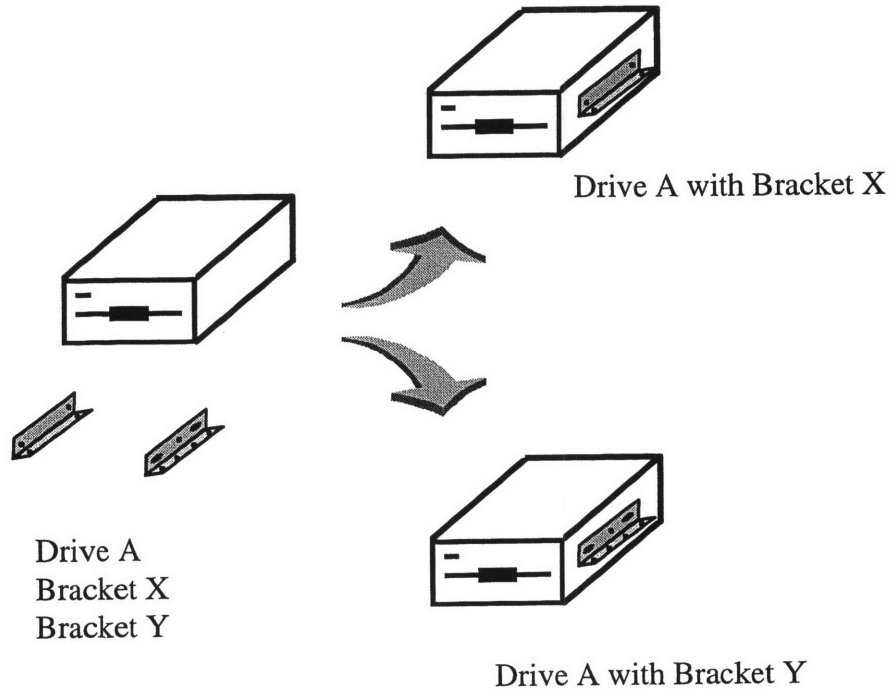 Drive A with Bracket X
Drive A
Bracket X
Bracket Y
Drive A with Bracket Y